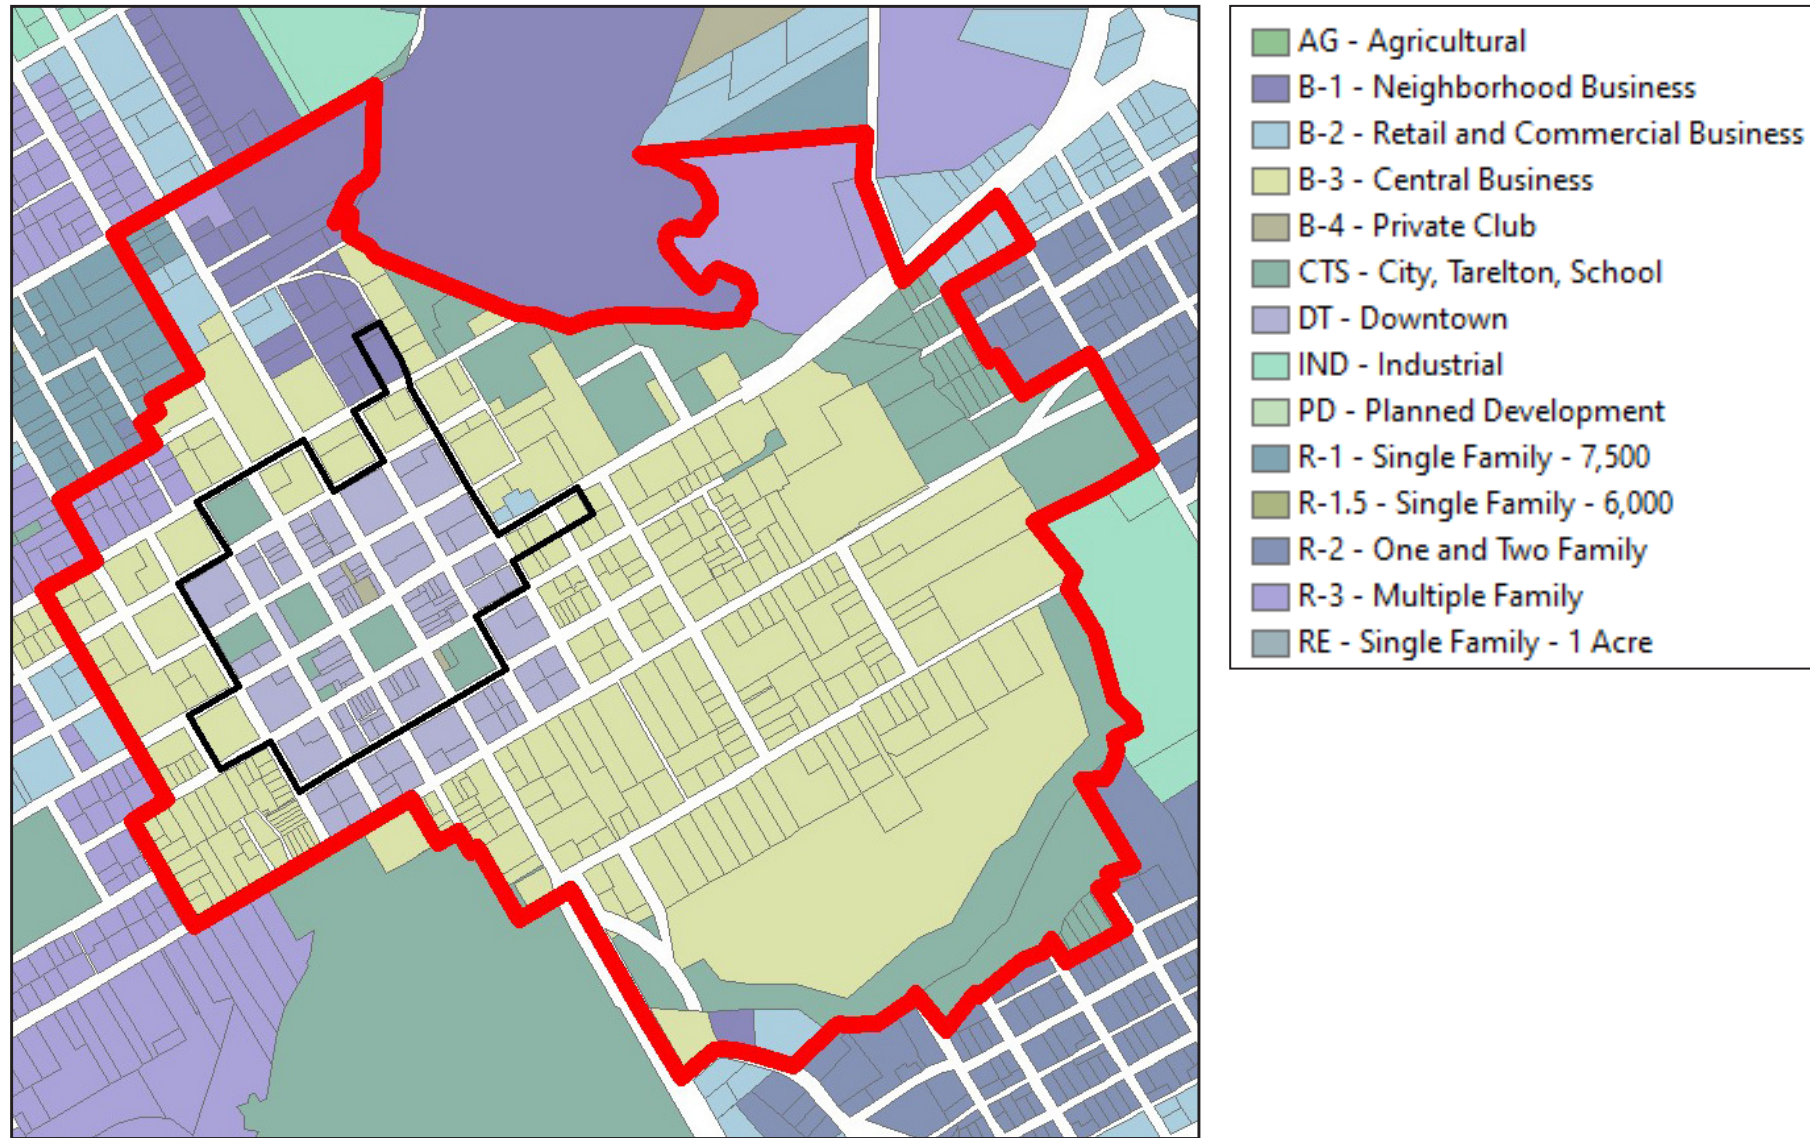 AG - Agricultural
B-1 - Neighborhood Business
B-2 - Retail and Commercial Business
B-3 - Central Business
B-4 - Private Club
CTS - City, Tarelton, School
DT - Downtown
IND - Industrial
PD - Planned Development
R-1 - Single Family - 7,500
R-1.5 - Single Family - 6,000
R-2 - One and Two Family
R-3 - Multiple Family
RE - Single Family - 1 Acre